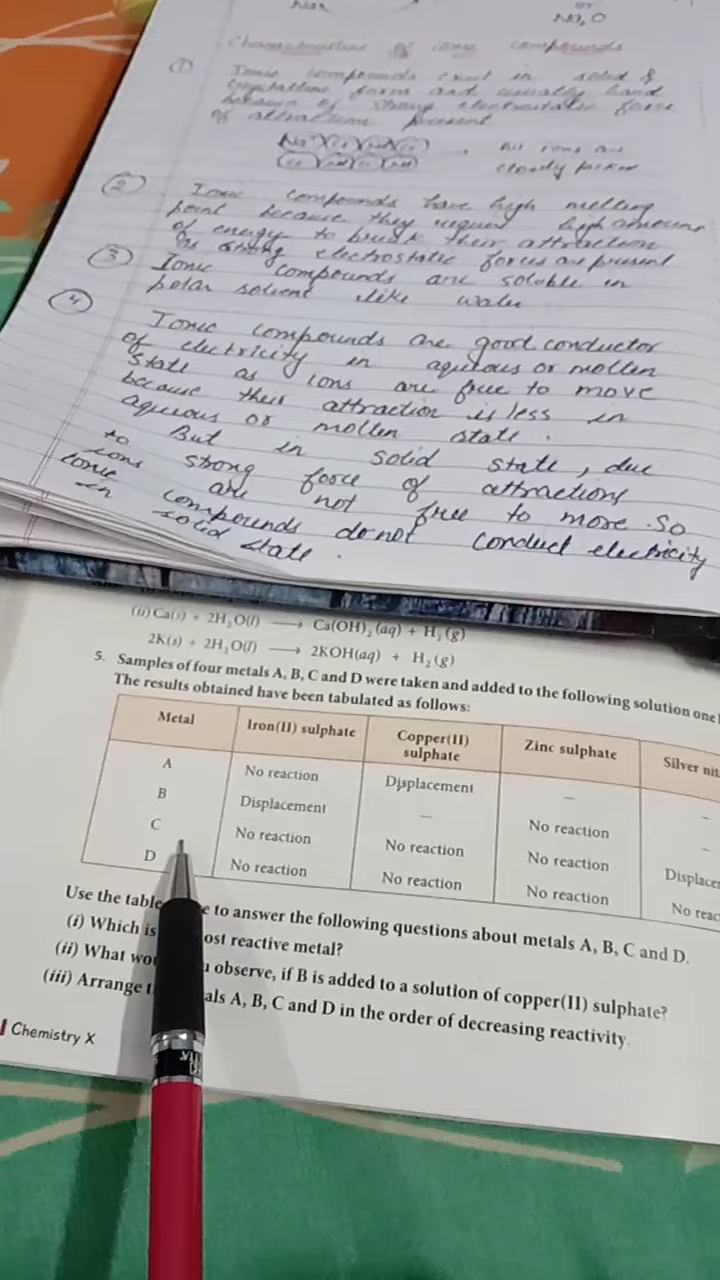 Na₂O
Characteristics of ionic compounds
① Ionic compounds exist in solid &
crystalline form and usually hard
because of strong electrostatic force
of attraction present
All ions are
closely packed
② Ionic compounds have high melting
point because they require high amount
of energy to break their attraction
as strong electrostatic forces are present
③ Ionic compounds are soluble in
polar solvent like water
④ Ionic compounds are good conductor
of electricity in aqueous or molten
state as ions are free to move
because their attraction is less in
aqueous or molten state.
But in solid state, due
to strong force of attractions
ions are not free to move. So
ionic compounds do not conduct electricity
in solid state.
(ii) Ca(s) + 2H₂O(l) ⟶ Ca(OH)₂(aq) + H₂(g)
2K(s) + 2H₂O(l) ⟶ 2KOH(aq) + H₂(g)
5. Samples of four metals A, B, C and D were taken and added to the following solution one
The results obtained have been tabulated as follows:
Metal Iron(II) sulphate Copper(II) sulphate Zinc sulphate Silver nit
A No reaction Displacement – –
B Displacement – No reaction –
C No reaction No reaction No reaction Displace
D No reaction No reaction No reaction No reac
Use the table to answer the following questions about metals A, B, C and D.
(i) Which is ost reactive metal?
(ii) What wo u observe, if B is added to a solution of copper(II) sulphate?
(iii) Arrange t als A, B, C and D in the order of decreasing reactivity.
Chemistry X